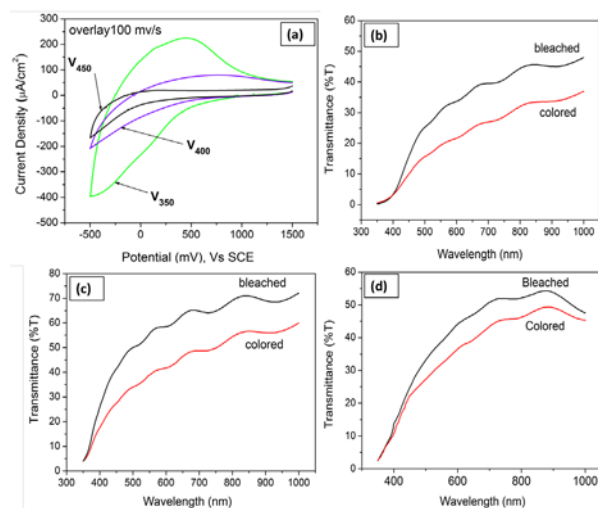 overlay100 mv/s
(a)
V450
V400
V350
300
200
100
0
-100
-200
-300
-400
-500
-500
0
500
1000
1500
Current Density (μA/cm²)
Potential (mV), Vs SCE
(b)
bleached
colored
60
50
40
30
20
10
0
400
500
600
700
800
900
1000
Transmittance (%T)
Wavelength (nm)
(c)
bleached
colored
80
70
60
50
40
30
20
10
0
300
400
500
600
700
800
900
1000
Transmittance (%T)
Wavelength (nm)
(d)
Bleached
Colored
60
50
40
30
20
10
0
400
600
800
1000
Transmittance (%T)
Wavelength (nm)